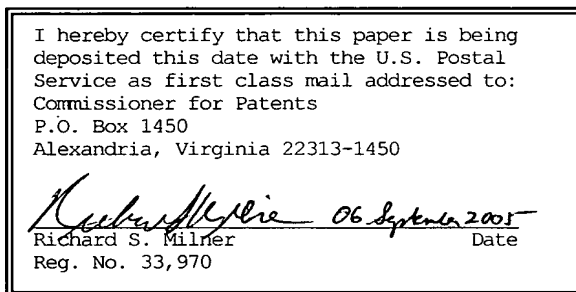 I hereby certify that this paper is being
deposited this date with the U.S. Postal
Service as first class mail addressed to:
Commissioner for Patents
P.O. Box 1450
Alexandria, Virginia 22313-1450
06 September 2005
Richard S. Milner Date
Reg. No. 33,970